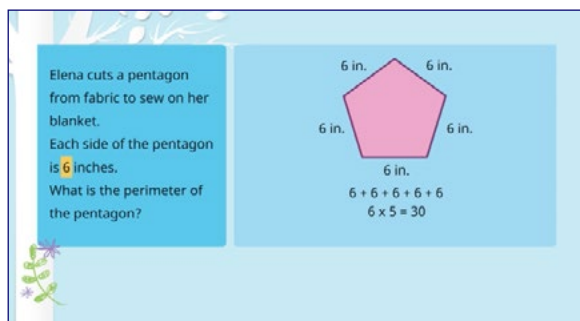 Elena cuts a pentagon
from fabric to sew on her
blanket.
Each side of the pentagon
is 6 inches.
What is the perimeter of
the pentagon?
6 in. 6 in.
6 in. 6 in.
6 in.
6 + 6 + 6 + 6 + 6
6 x 5 = 30